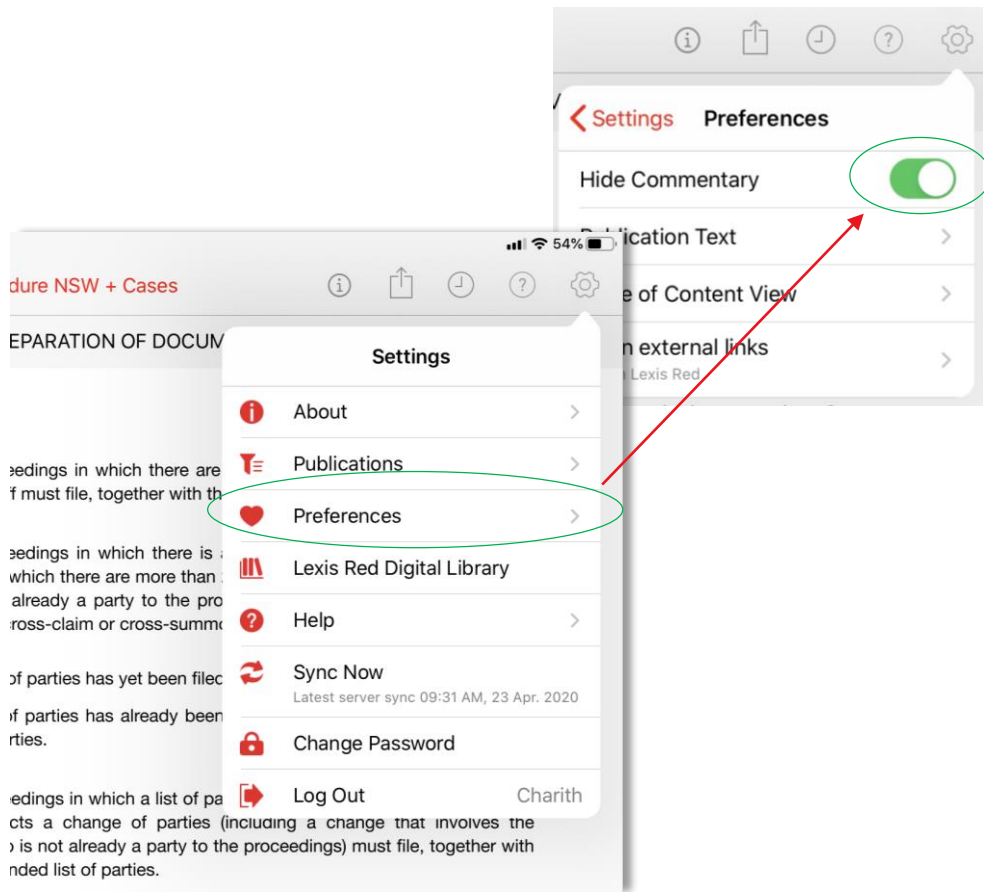 Settings Preferences
Hide Commentary
ication Text
e of Content View
n external links
Lexis Red
54%
dure NSW + Cases
EPARATION OF DOCUM
Settings
About
Publications
Preferences
Lexis Red Digital Library
Help
Sync Now
Latest server sync 09:31 AM, 23 Apr. 2020
Change Password
Log Out Charith
eedings in which there are
ff must file, together with th
eedings in which there is
which there are more than
already a party to the pro
cross-claim or cross-summo
of parties has yet been filed
of parties has already been
rties.
edings in which a list of pa
cts a change of parties (including a change that involves the
o is not already a party to the proceedings) must file, together with
nded list of parties.